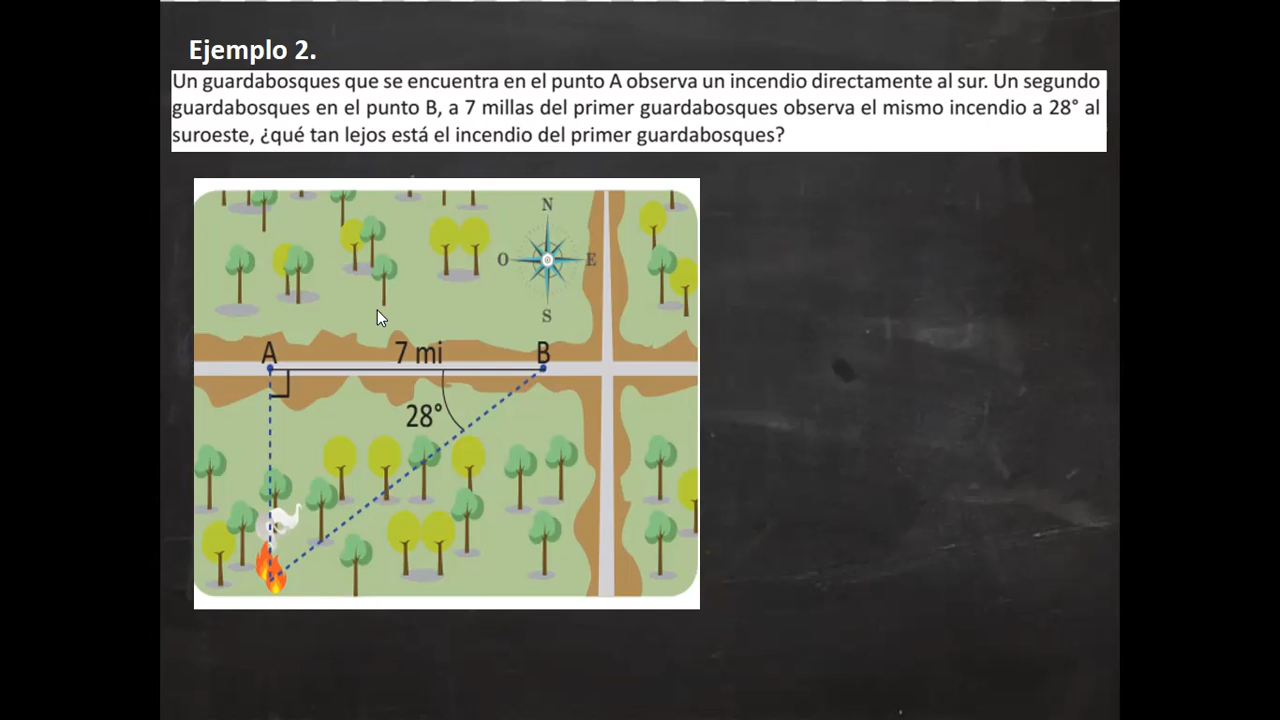 Ejemplo 2.
Un guardabosques que se encuentra en el punto A observa un incendio directamente al sur. Un segundo
guardabosques en el punto B, a 7 millas del primer guardabosques observa el mismo incendio a 28° al
suroeste, ¿qué tan lejos está el incendio del primer guardabosques?
N
O
E
S
A
7 mi
B
28°